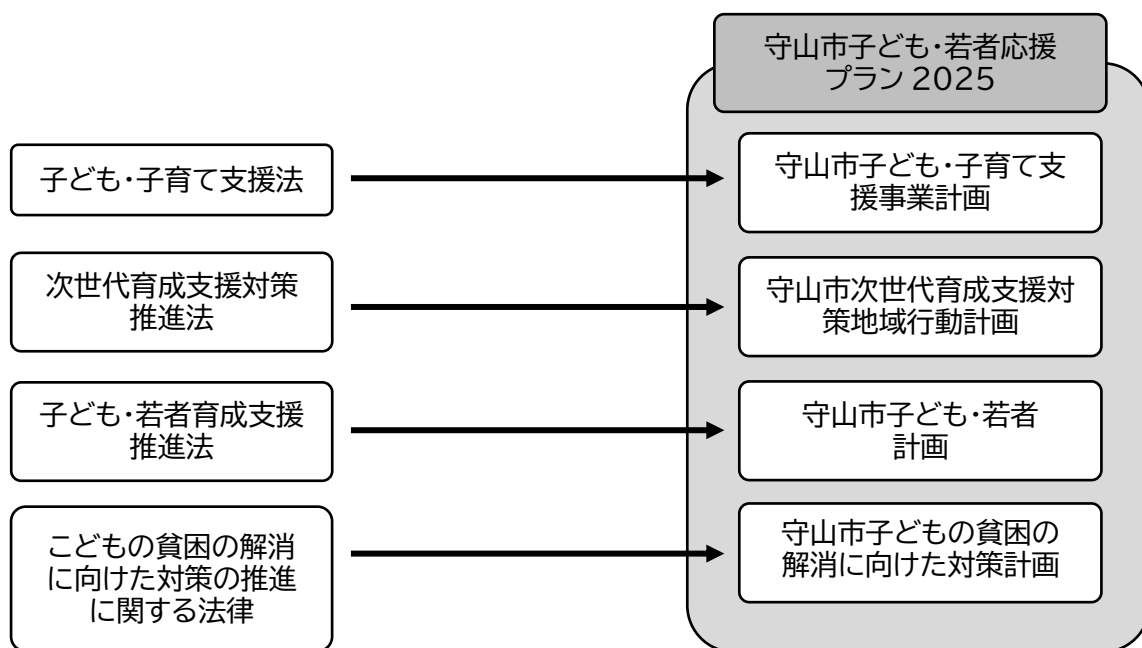 守山市子ども・若者応援
プラン 2025
子ども・子育て支援法
守山市子ども・子育て支
援事業計画
次世代育成支援対策
推進法
守山市次世代育成支援対
策地域行動計画
子ども・若者育成支援
推進法
守山市子ども・若者
計画
こどもの貧困の解消
に向けた対策の推進
に関する法律
守山市子どもの貧困の
解消に向けた対策計画